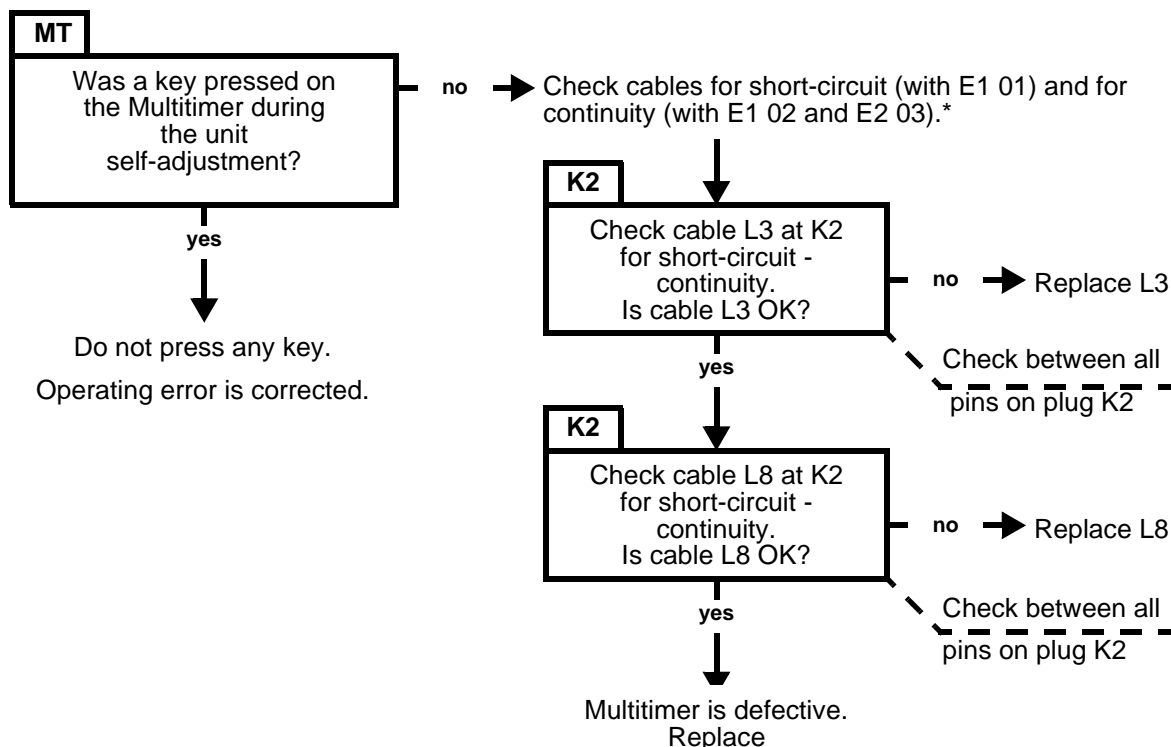 MT
Was a key pressed on
the Multitimer during
the unit
self-adjustment?
no
Check cables for short-circuit (with E1 01) and for
continuity (with E1 02 and E2 03).*
yes
Do not press any key.
Operating error is corrected.
K2
Check cable L3 at K2
for short-circuit -
continuity.
Is cable L3 OK?
no
Replace L3
Check between all
pins on plug K2
yes
K2
Check cable L8 at K2
for short-circuit -
continuity.
Is cable L8 OK?
no
Replace L8
Check between all
pins on plug K2
yes
Multitimer is defective.
Replace